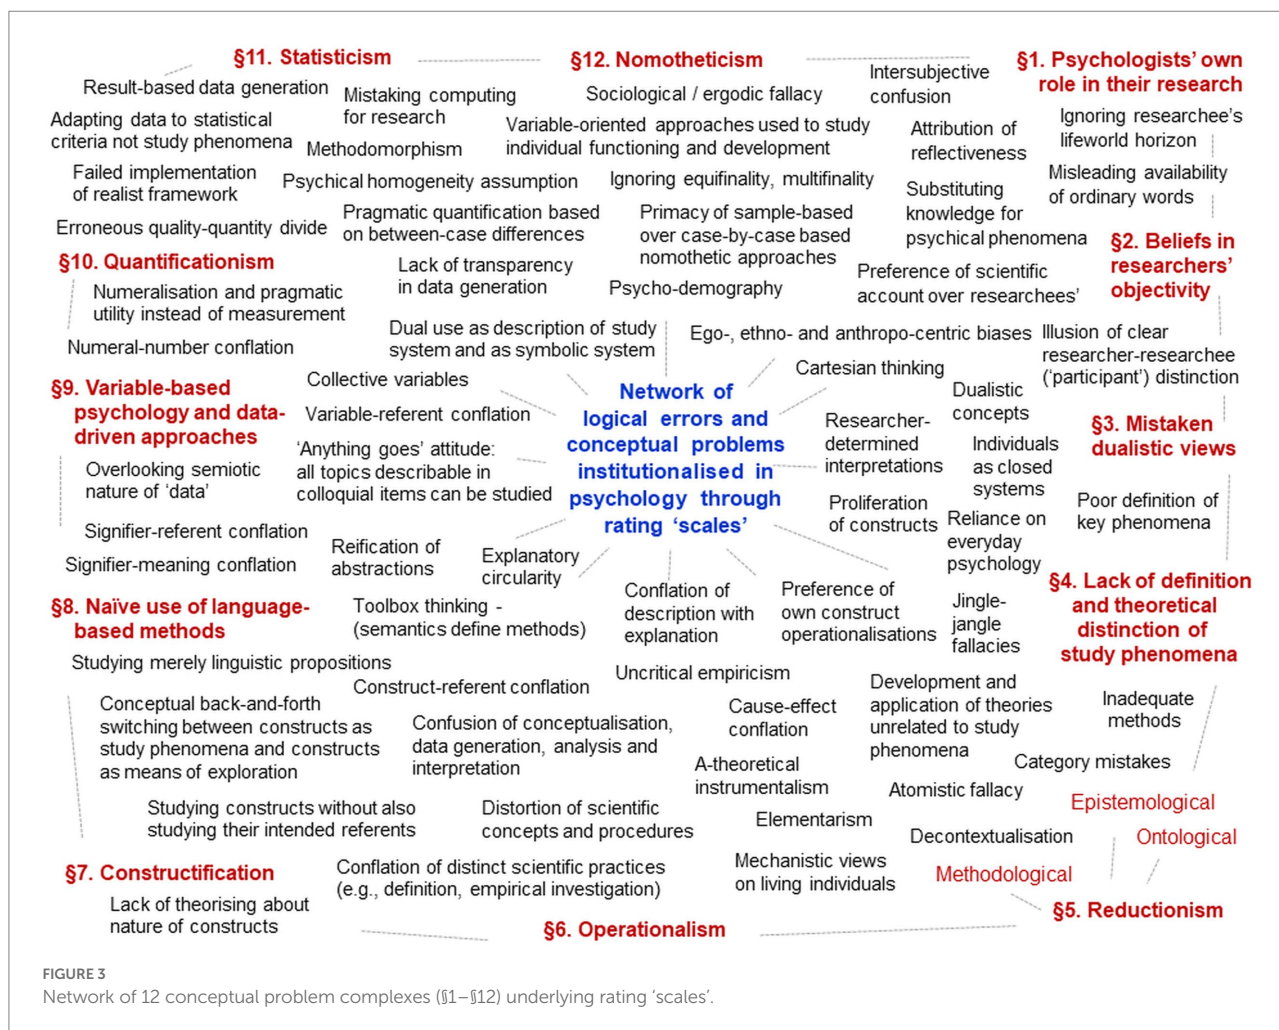 §11. Statisticism
§12. Nomotheticism
§1. Psychologists’ own
role in their research
Result-based data generation
Mistaking computing
for research
Sociological / ergodic fallacy
Intersubjective
confusion
Ignoring researchee’s
lifeworld horizon
Adapting data to statistical
criteria not study phenomena
Methodomorphism
Variable-oriented approaches used to study
individual functioning and development
Attribution of
reflectiveness
Misleading availability
of ordinary words
Failed implementation
of realist framework
Psychical homogeneity assumption
Ignoring equifinality, multifinality
Substituting
knowledge for
psychical phenomena
Erroneous quality-quantity divide
Pragmatic quantification based
on between-case differences
Primacy of sample-based
over case-by-case based
nomothetic approaches
§2. Beliefs in
researchers’
objectivity
§10. Quantificationism
Lack of transparency
in data generation
Psycho-demography
Preference of scientific
account over researchees’
Numeralisation and pragmatic
utility instead of measurement
Numeral-number conflation
Dual use as description of study
system and as symbolic system
Ego-, ethno- and anthropo-centric biases
Illusion of clear
researcher-researchee
(‘participant’) distinction
Cartesian thinking
§9. Variable-based
psychology and data-
driven approaches
Collective variables
Variable-referent conflation
Network of
logical errors and
conceptual problems
institutionalised in
psychology through
rating ‘scales’
Dualistic
concepts
Researcher-
determined
interpretations
Individuals
as closed
systems
§3. Mistaken
dualistic views
‘Anything goes’ attitude:
all topics describable in
colloquial items can be studied
Overlooking semiotic
nature of ‘data’
Proliferation
of constructs
Poor definition of
key phenomena
Signifier-referent conflation
Signifier-meaning conflation
Reification of
abstractions
Explanatory
circularity
Reliance on
everyday
psychology
§8. Naïve use of language-
based methods
Toolbox thinking -
(semantics define methods)
Conflation of
description with
explanation
Preference of
own construct
operationalisations
Jingle-
jangle
fallacies
§4. Lack of definition
and theoretical
distinction of
study phenomena
Studying merely linguistic propositions
Construct-referent conflation
Uncritical empiricism
Conceptual back-and-forth
switching between constructs as
study phenomena and constructs
as means of exploration
Confusion of conceptualisation,
data generation, analysis and
interpretation
Cause-effect
conflation
Development and
application of theories
unrelated to study
phenomena
Inadequate
methods
A-theoretical
instrumentalism
Category mistakes
Atomistic fallacy
Epistemological
Studying constructs without also
studying their intended referents
Distortion of scientific
concepts and procedures
Elementarism
Decontextualisation
Ontological
§7. Constructification
Conflation of distinct scientific practices
(e.g., definition, empirical investigation)
Mechanistic views
on living individuals
Methodological
Lack of theorising about
nature of constructs
§6. Operationalism
§5. Reductionism
FIGURE 3
Network of 12 conceptual problem complexes (§1–§12) underlying rating ‘scales’.